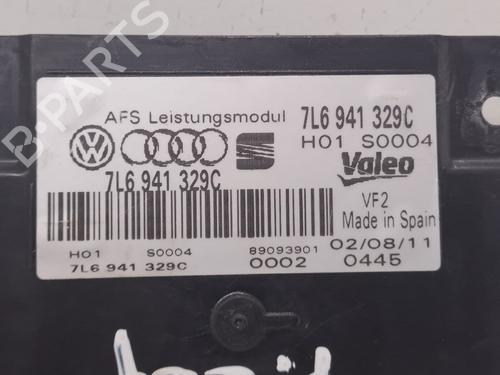 AFS Leistungsmodul 7L6 941 329C
H01 S0004
7L6 941 329C Valeo
VF2
Made in Spain
H01 S0004 89093901 02/08/11
7L6 941 329C 0002 0445